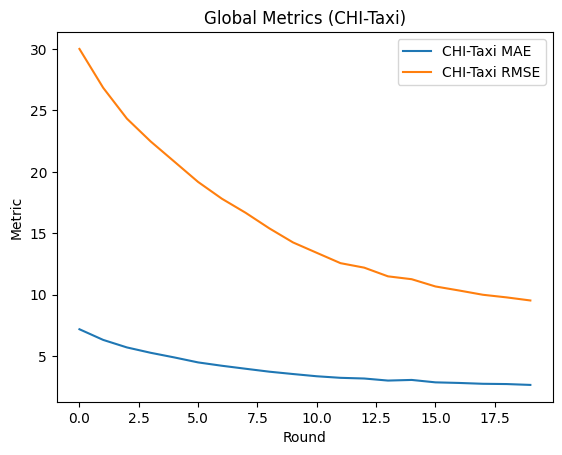 Global Metrics (CHI-Taxi)
CHI-Taxi MAE
CHI-Taxi RMSE
30
25
20
15
10
5
Metric
0.0 2.5 5.0 7.5 10.0 12.5 15.0 17.5
Round